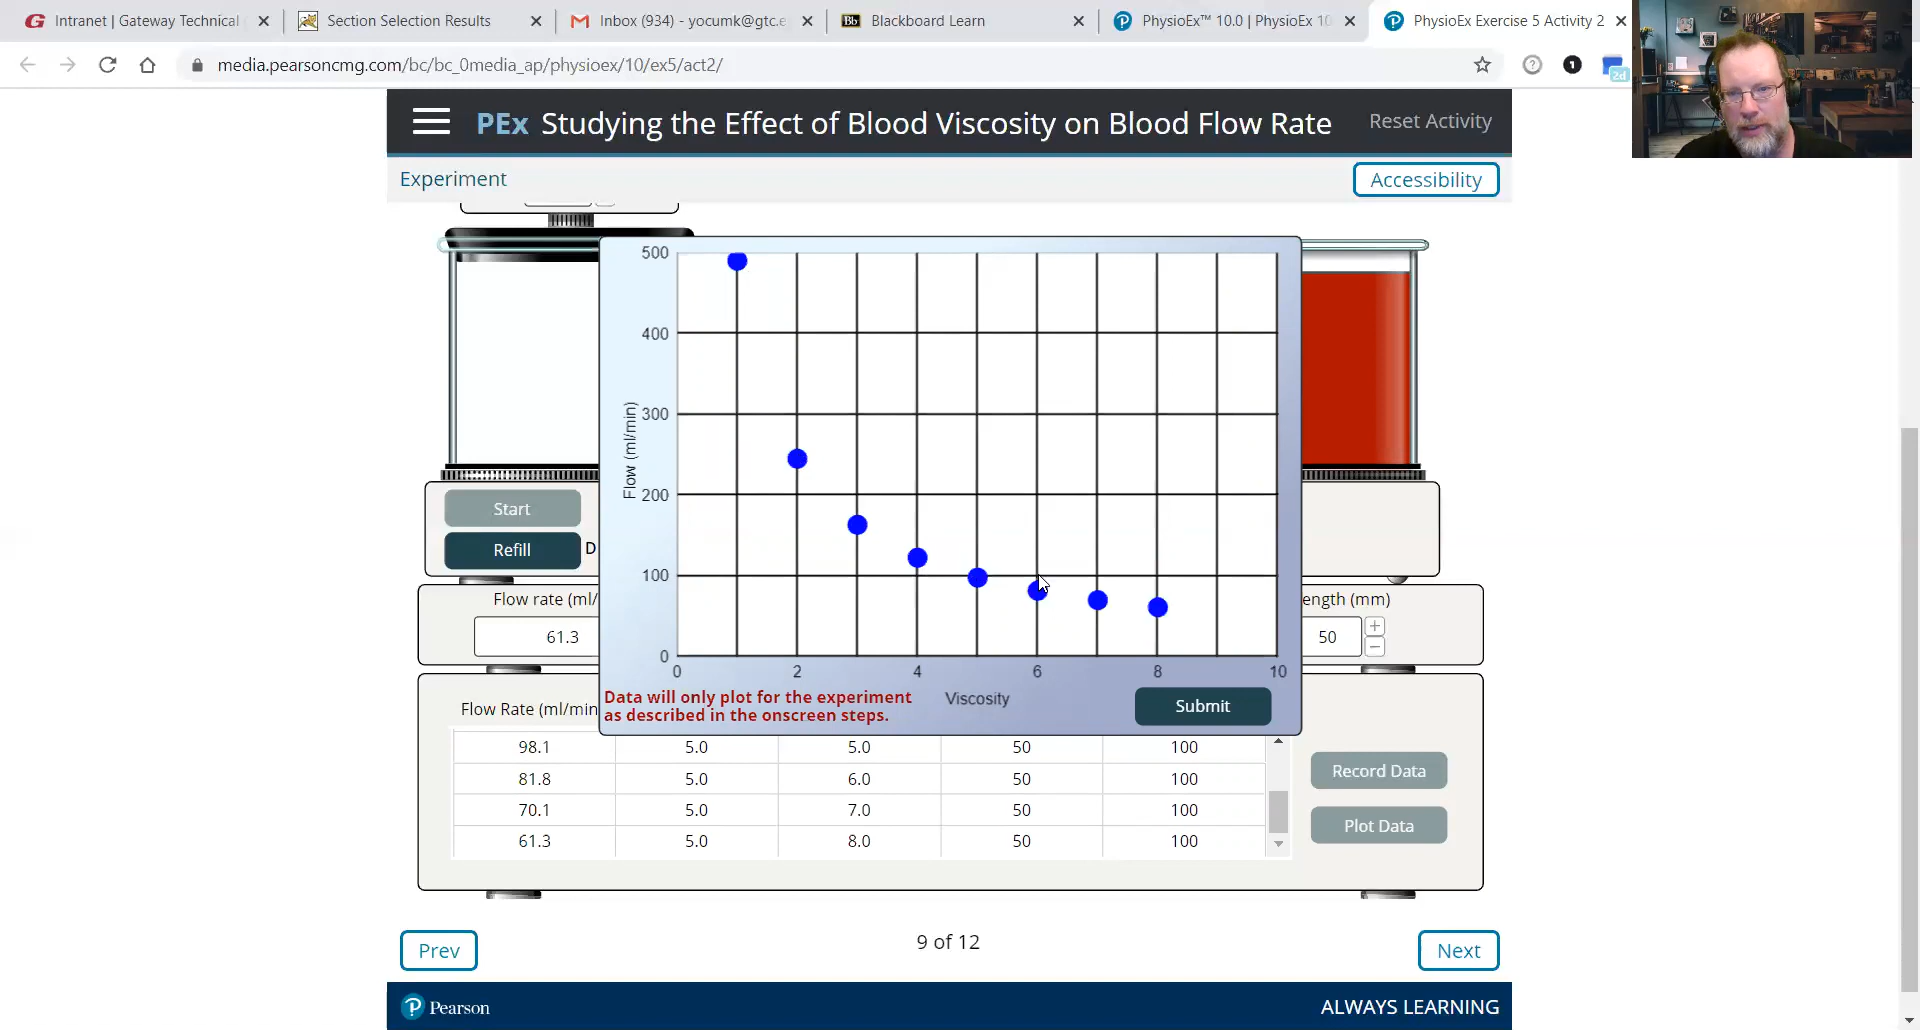 Intranet | Gateway Technical
Section Selection Results
Inbox (934) - yocumk@gtc.e
Bb Blackboard Learn
PhysioEx™ 10.0 | PhysioEx 10
PhysioEx Exercise 5 Activity 2
media.pearsoncmg.com/bc/bc_0media_ap/physioex/10/ex5/act2/
2d
PEx Studying the Effect of Blood Viscosity on Blood Flow Rate
Reset Activity
Experiment
Accessibility
500
400
300
200
100
0
Flow (ml/min)
0 2 4 6 8 10
Viscosity
Data will only plot for the experiment
as described in the onscreen steps.
Submit
Start
Refill
D
Flow rate (ml/
61.3
ength (mm)
50
+
−
Flow Rate (ml/min
98.1 5.0 5.0 50 100
81.8 5.0 6.0 50 100
70.1 5.0 7.0 50 100
61.3 5.0 8.0 50 100
Record Data
Plot Data
Prev
9 of 12
Next
Pearson
ALWAYS LEARNING